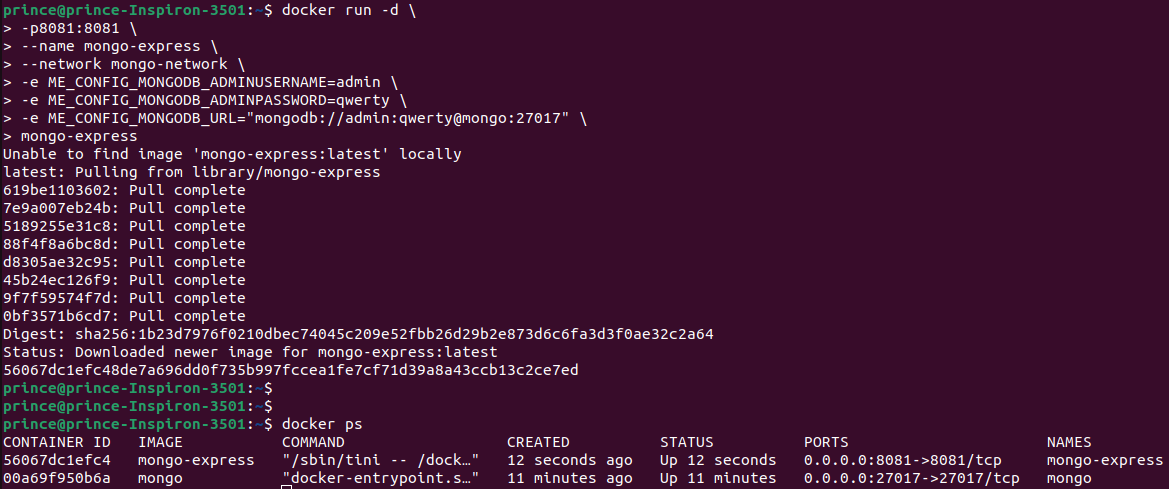 prince@prince-Inspiron-3501:~$ docker run -d \
> -p8081:8081 \
> --name mongo-express \
> --network mongo-network \
> -e ME_CONFIG_MONGODB_ADMINUSERNAME=admin \
> -e ME_CONFIG_MONGODB_ADMINPASSWORD=qwerty \
> -e ME_CONFIG_MONGODB_URL="mongodb://admin:qwerty@mongo:27017" \
> mongo-express
Unable to find image 'mongo-express:latest' locally
latest: Pulling from library/mongo-express
619be1103602: Pull complete
7e9a007eb24b: Pull complete
5189255e31c8: Pull complete
88f4f8a6bc8d: Pull complete
d8305ae32c95: Pull complete
45b24ec126f9: Pull complete
9f7f59574f7d: Pull complete
0bf3571b6cd7: Pull complete
Digest: sha256:1b23d7976f0210dbec74045c209e52fbb26d29b2e873d6c6fa3d3f0ae32c2a64
Status: Downloaded newer image for mongo-express:latest
56067dc1efc48de7a696dd0f735b997fccea1fe7cf71d39a8a43ccb13c2ce7ed
prince@prince-Inspiron-3501:~$
prince@prince-Inspiron-3501:~$
prince@prince-Inspiron-3501:~$ docker ps
CONTAINER ID   IMAGE           COMMAND                  CREATED          STATUS          PORTS                      NAMES
56067dc1efc4   mongo-express   "/sbin/tini -- /dock…"   12 seconds ago   Up 12 seconds   0.0.0.0:8081->8081/tcp     mongo-express
00a69f950b6a   mongo           "docker-entrypoint.s…"   11 minutes ago   Up 11 minutes   0.0.0.0:27017->27017/tcp   mongo